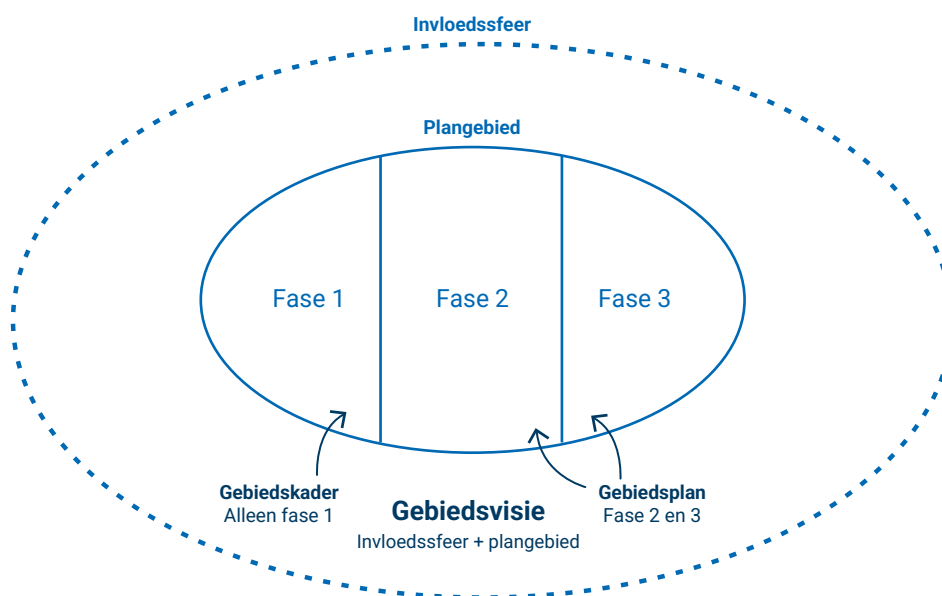 Invloedssfeer
Plangebied
Fase 1
Fase 2
Fase 3
Gebiedskader
Alleen fase 1
Gebiedsvisie
Invloedssfeer + plangebied
Gebiedsplan
Fase 2 en 3